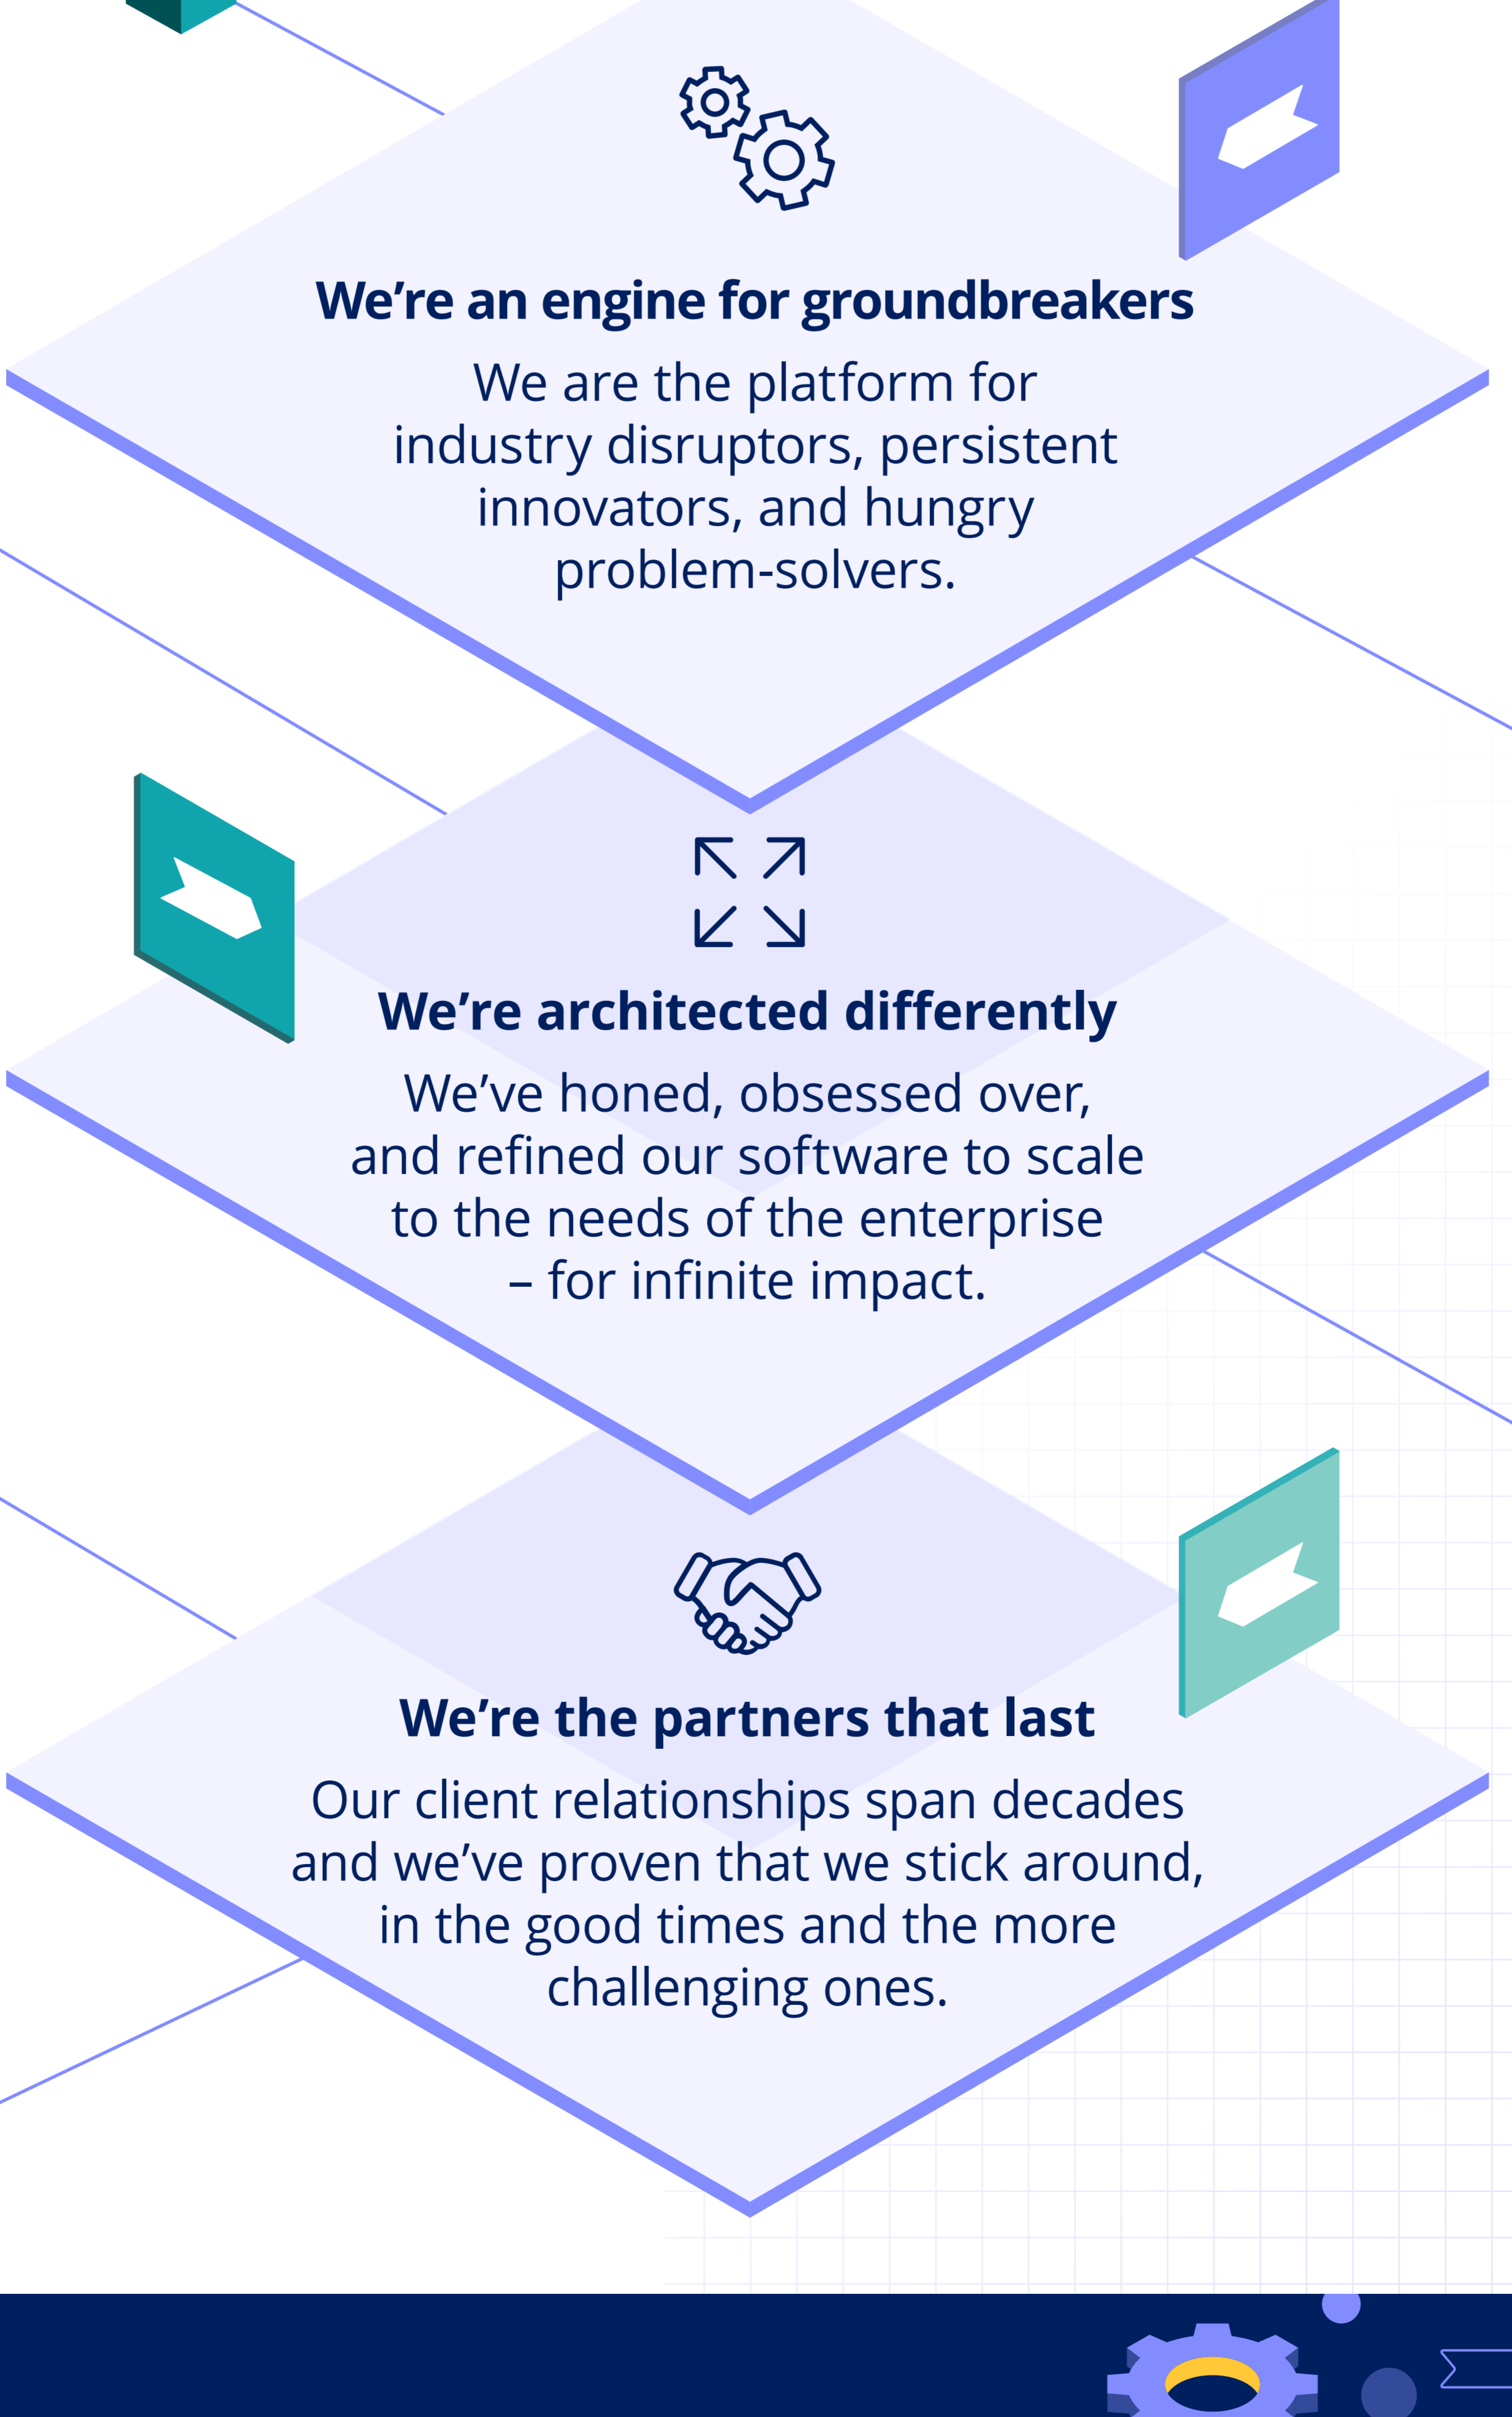 We’re an engine for groundbreakers
We are the platform for
industry disruptors, persistent
innovators, and hungry
problem-solvers.
We’re architected differently
We’ve honed, obsessed over,
and refined our software to scale
to the needs of the enterprise
– for infinite impact.
We’re the partners that last
Our client relationships span decades
and we’ve proven that we stick around,
in the good times and the more
challenging ones.